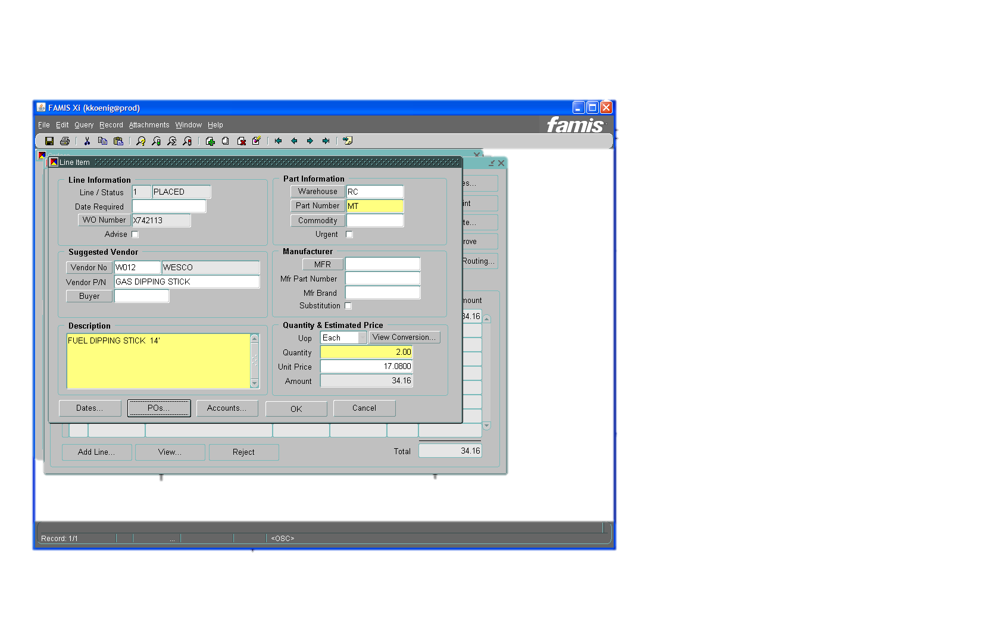 FAMIS Xi (kkoenig@prod)
File Edit Query Record Attachments Window Help
famis
Line Item
Line Information
Line / Status 1 PLACED
Date Required
WO Number X742113
Advise
Part Information
Warehouse RC
Part Number MT
Commodity
Urgent
Suggested Vendor
Vendor No W012 WESCO
Vendor P/N GAS DIPPING STICK
Buyer
Manufacturer
MFR
Mfr Part Number
Mfr Brand
Substitution
Description
FUEL DIPPING STICK 14'
Quantity & Estimated Price
Uop Each View Conversion...
Quantity 2.00
Unit Price 17.0800
Amount 34.16
Dates... POs... Accounts... OK Cancel
es...
int
te...
rove
Routing...
mount
34.16
Add Line... View... Reject Total 34.16
Record: 1/1 ... <OSC>